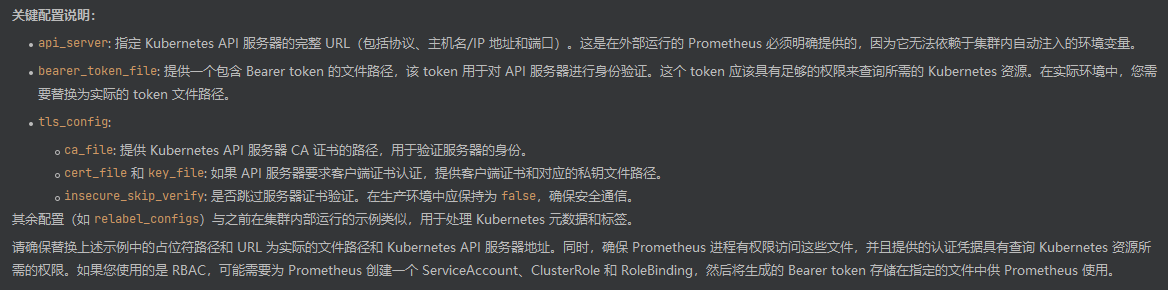 关键配置说明：
api_server: 指定 Kubernetes API 服务器的完整 URL（包括协议、主机名/IP 地址和端口）。这是在外部运行的 Prometheus 必须明确提供的，因为它无法依赖于集群内自动注入的环境变量。
bearer_token_file: 提供一个包含 Bearer token 的文件路径，该 token 用于对 API 服务器进行身份验证。这个 token 应该具有足够的权限来查询所需的 Kubernetes 资源。在实际环境中，您需
要替换为实际的 token 文件路径。
tls_config:
ca_file: 提供 Kubernetes API 服务器 CA 证书的路径，用于验证服务器的身份。
cert_file 和 key_file: 如果 API 服务器要求客户端证书认证，提供客户端证书和对应的私钥文件路径。
insecure_skip_verify: 是否跳过服务器证书验证。在生产环境中应保持为 false，确保安全通信。
其余配置（如 relabel_configs）与之前在集群内部运行的示例类似，用于处理 Kubernetes 元数据和标签。
请确保替换上述示例中的占位符路径和 URL 为实际的文件路径和 Kubernetes API 服务器地址。同时，确保 Prometheus 进程有权限访问这些文件，并且提供的认证凭据具有查询 Kubernetes 资源所
需的权限。如果您使用的是 RBAC，可能需要为 Prometheus 创建一个 ServiceAccount、ClusterRole 和 RoleBinding，然后将生成的 Bearer token 存储在指定的文件中供 Prometheus 使用。